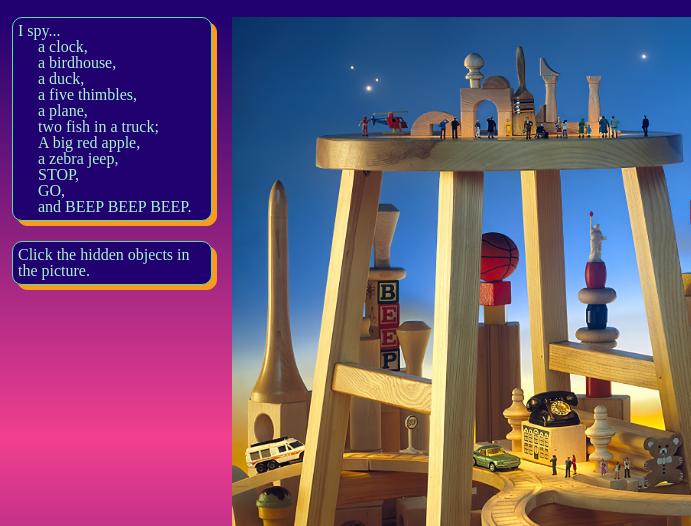 I spy...
a clock,
a birdhouse,
a duck,
a five thimbles,
a plane,
two fish in a truck;
A big red apple,
a zebra jeep,
STOP,
GO,
and BEEP BEEP BEEP.
Click the hidden objects in
the picture.
BEEP